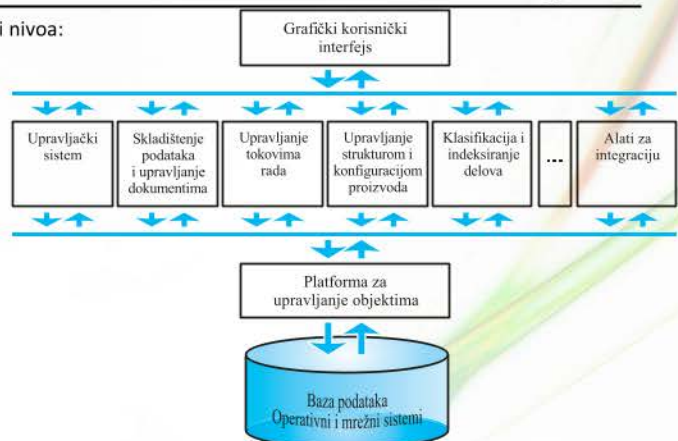 i nivoa:
Grafički korisnički
interfejs
Upravljački
sistem
Skladištenje
podataka
i upravljanje
dokumentima
Upravljanje
tokovima
rada
Upravljanje
strukturom i
konfiguracijom
proizvoda
Klasifikacija i
indeksiranje
delova
...
Alati za
integraciju
Platforma za
upravljanje objektima
Baza podataka
Operativni i mrežni sistemi